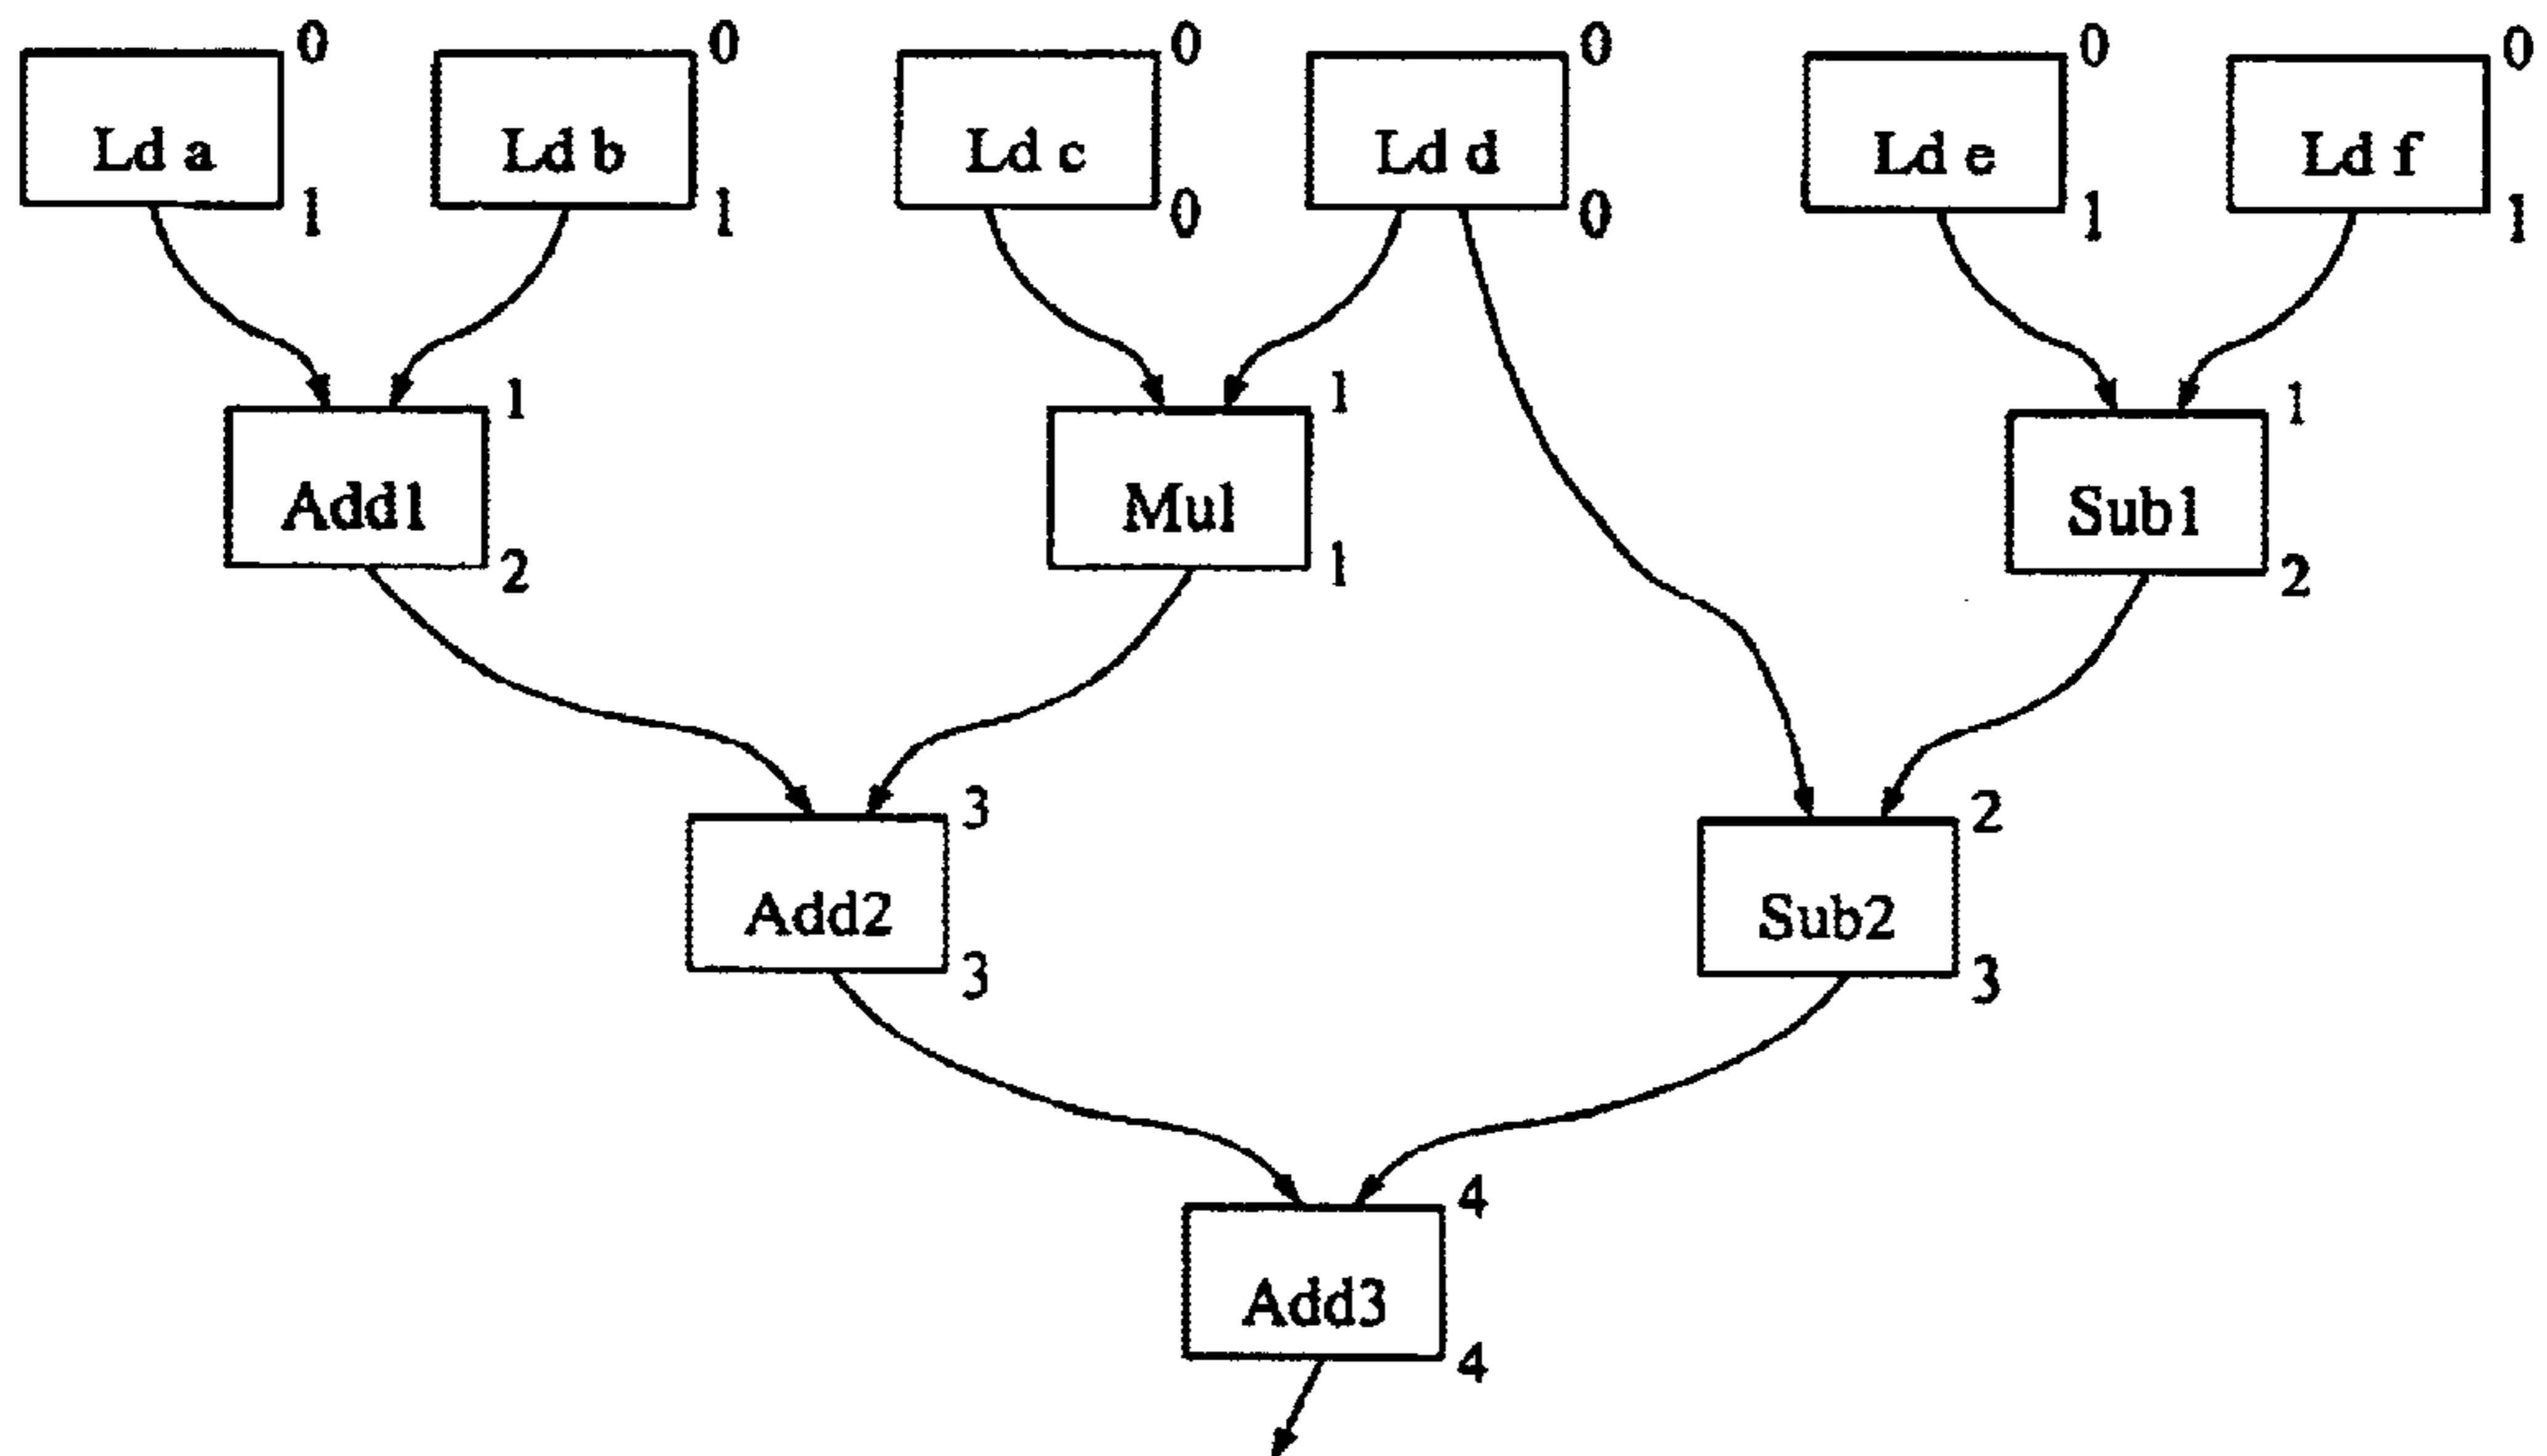 0 0 0 0 0 0
Ld a Ld b Ld c Ld d Ld e Ld f
1 1 0 0 1 1
1 1 1
Add1 Mul Sub1
2 1 2
3 2
Add2 Sub2
3 3
4
Add3
4